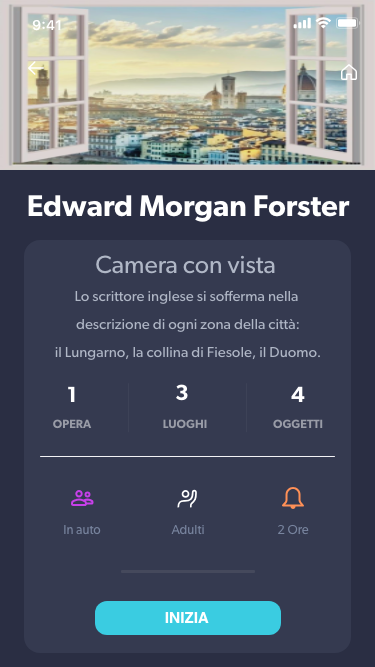 9:41
Edward Morgan Forster
Camera con vista
Lo scrittore inglese si sofferma nella
descrizione di ogni zona della città:
il Lungarno, la collina di Fiesole, il Duomo.
1 3 4
OPERA LUOGHI OGGETTI
In auto Adulti 2 Ore
INIZIA